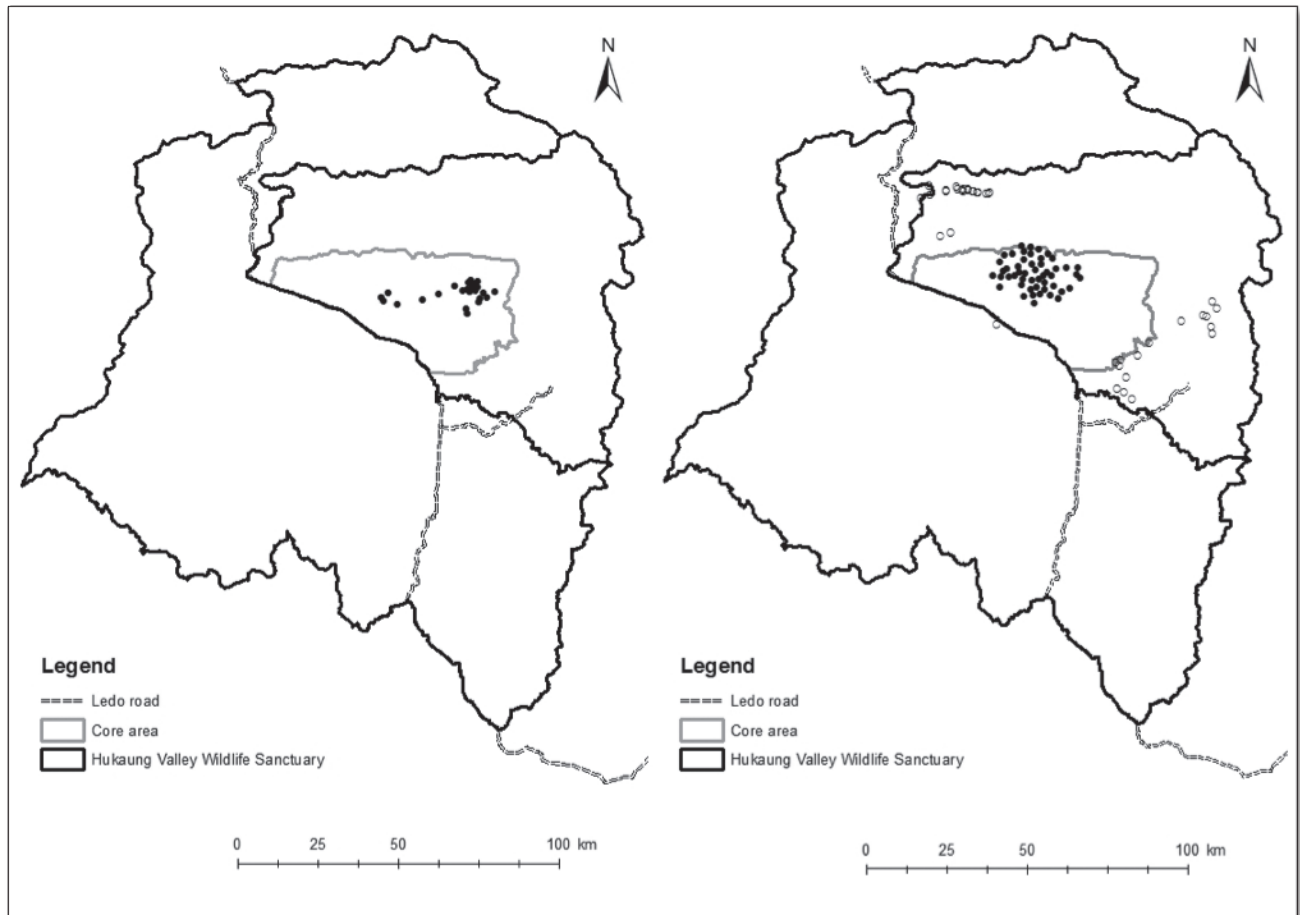 N
N
Legend
Ledo road
Core area
Hukaung Valley Wildlife Sanctuary
0 25 50 100 km
Legend
Ledo road
Core area
Hukaung Valley Wildlife Sanctuary
0 25 50 100 km